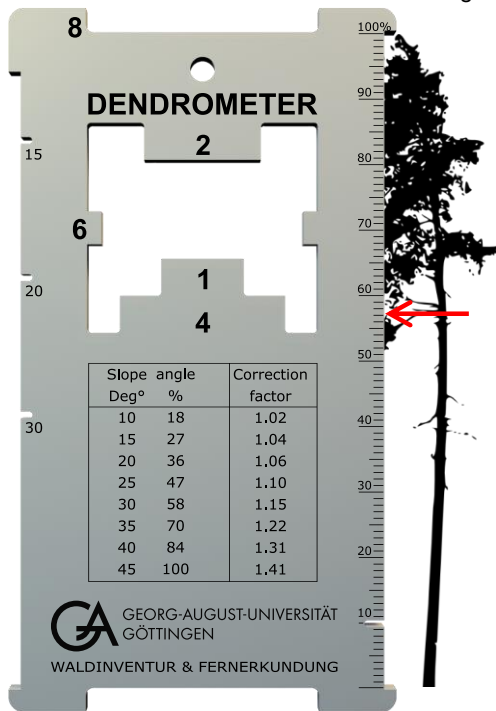 8
100%
DENDROMETER
90
2
15
80
70
6
1
20
60
4
50
Slope angle Correction
Deg° % factor
10 18 1.02
15 27 1.04
20 36 1.06
25 47 1.10
30 58 1.15
35 70 1.22
40 84 1.31
45 100 1.41
30
40
30
20
10
GA GEORG-AUGUST-UNIVERSITÄT
GÖTTINGEN
WALDINVENTUR & FERNERKUNDUNG